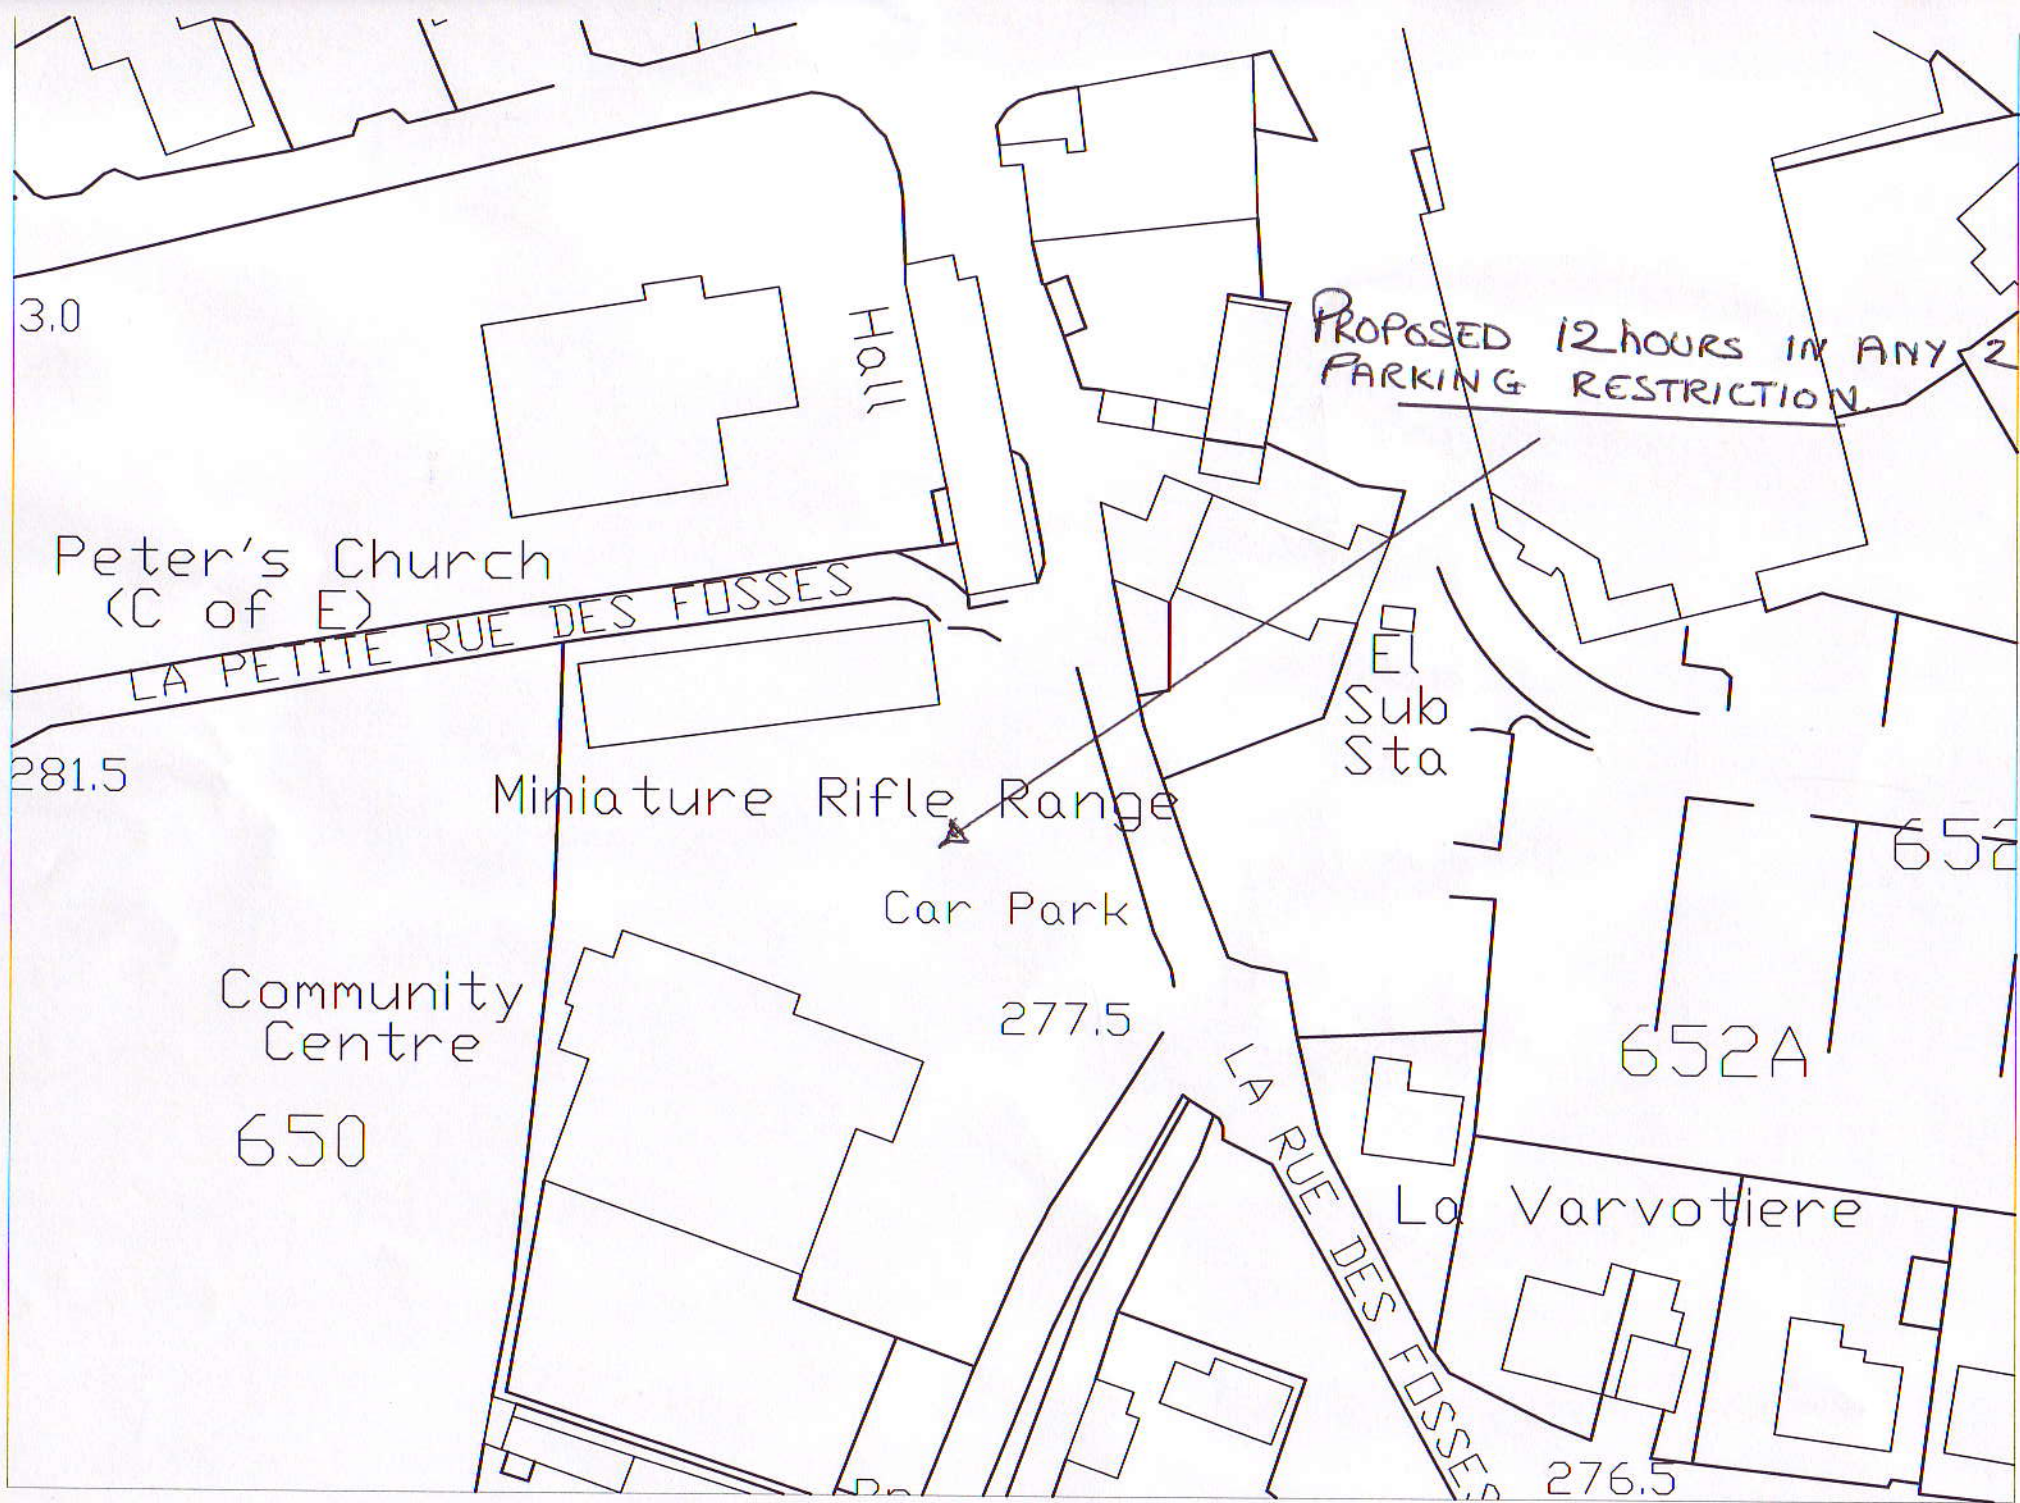 3.0
Hall
PROPOSED 12 hOURS IN ANY 2
PARKING RESTRICTION.
Peter's Church
(C of E)
LA PETITE RUE DES FOSSES
El
Sub
Sta
281.5
Miniature Rifle Range
652
Car Park
Community
Centre
277.5
652A
650
LA RUE DES FOSSES
La Varvotiere
276.5